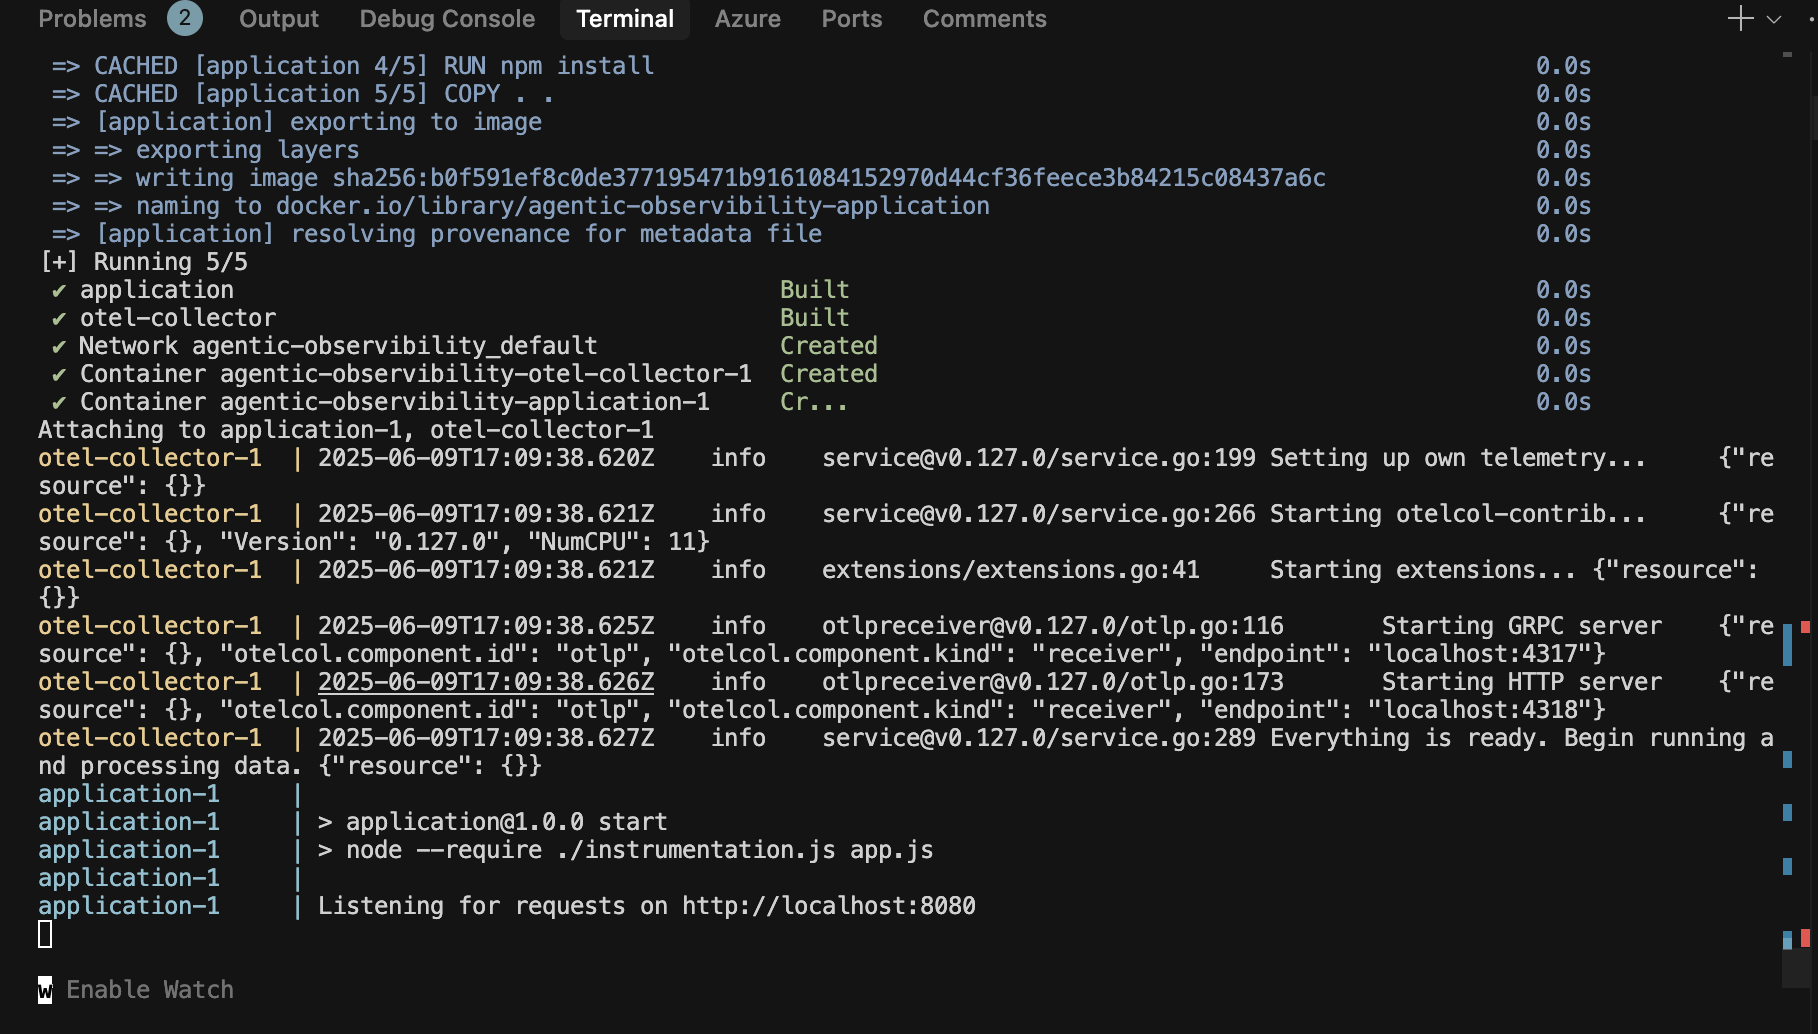 Problems 2 Output Debug Console Terminal Azure Ports Comments
=> CACHED [application 4/5] RUN npm install 0.0s
=> CACHED [application 5/5] COPY . . 0.0s
=> [application] exporting to image 0.0s
=> => exporting layers 0.0s
=> => writing image sha256:b0f591ef8c0de377195471b9161084152970d44cf36feece3b84215c08437a6c 0.0s
=> => naming to docker.io/library/agentic-observibility-application 0.0s
=> [application] resolving provenance for metadata file 0.0s
[+] Running 5/5
✔ application Built 0.0s
✔ otel-collector Built 0.0s
✔ Network agentic-observibility_default Created 0.0s
✔ Container agentic-observibility-otel-collector-1 Created 0.0s
✔ Container agentic-observibility-application-1 Cr... 0.0s
Attaching to application-1, otel-collector-1
otel-collector-1 | 2025-06-09T17:09:38.620Z info service@v0.127.0/service.go:199 Setting up own telemetry... {"re
source": {}}
otel-collector-1 | 2025-06-09T17:09:38.621Z info service@v0.127.0/service.go:266 Starting otelcol-contrib... {"re
source": {}, "Version": "0.127.0", "NumCPU": 11}
otel-collector-1 | 2025-06-09T17:09:38.621Z info extensions/extensions.go:41 Starting extensions... {"resource":
{}}
otel-collector-1 | 2025-06-09T17:09:38.625Z info otlpreceiver@v0.127.0/otlp.go:116 Starting GRPC server {"re
source": {}, "otelcol.component.id": "otlp", "otelcol.component.kind": "receiver", "endpoint": "localhost:4317"}
otel-collector-1 | 2025-06-09T17:09:38.626Z info otlpreceiver@v0.127.0/otlp.go:173 Starting HTTP server {"re
source": {}, "otelcol.component.id": "otlp", "otelcol.component.kind": "receiver", "endpoint": "localhost:4318"}
otel-collector-1 | 2025-06-09T17:09:38.627Z info service@v0.127.0/service.go:289 Everything is ready. Begin running a
nd processing data. {"resource": {}}
application-1 |
application-1 | > application@1.0.0 start
application-1 | > node --require ./instrumentation.js app.js
application-1 |
application-1 | Listening for requests on http://localhost:8080
w Enable Watch